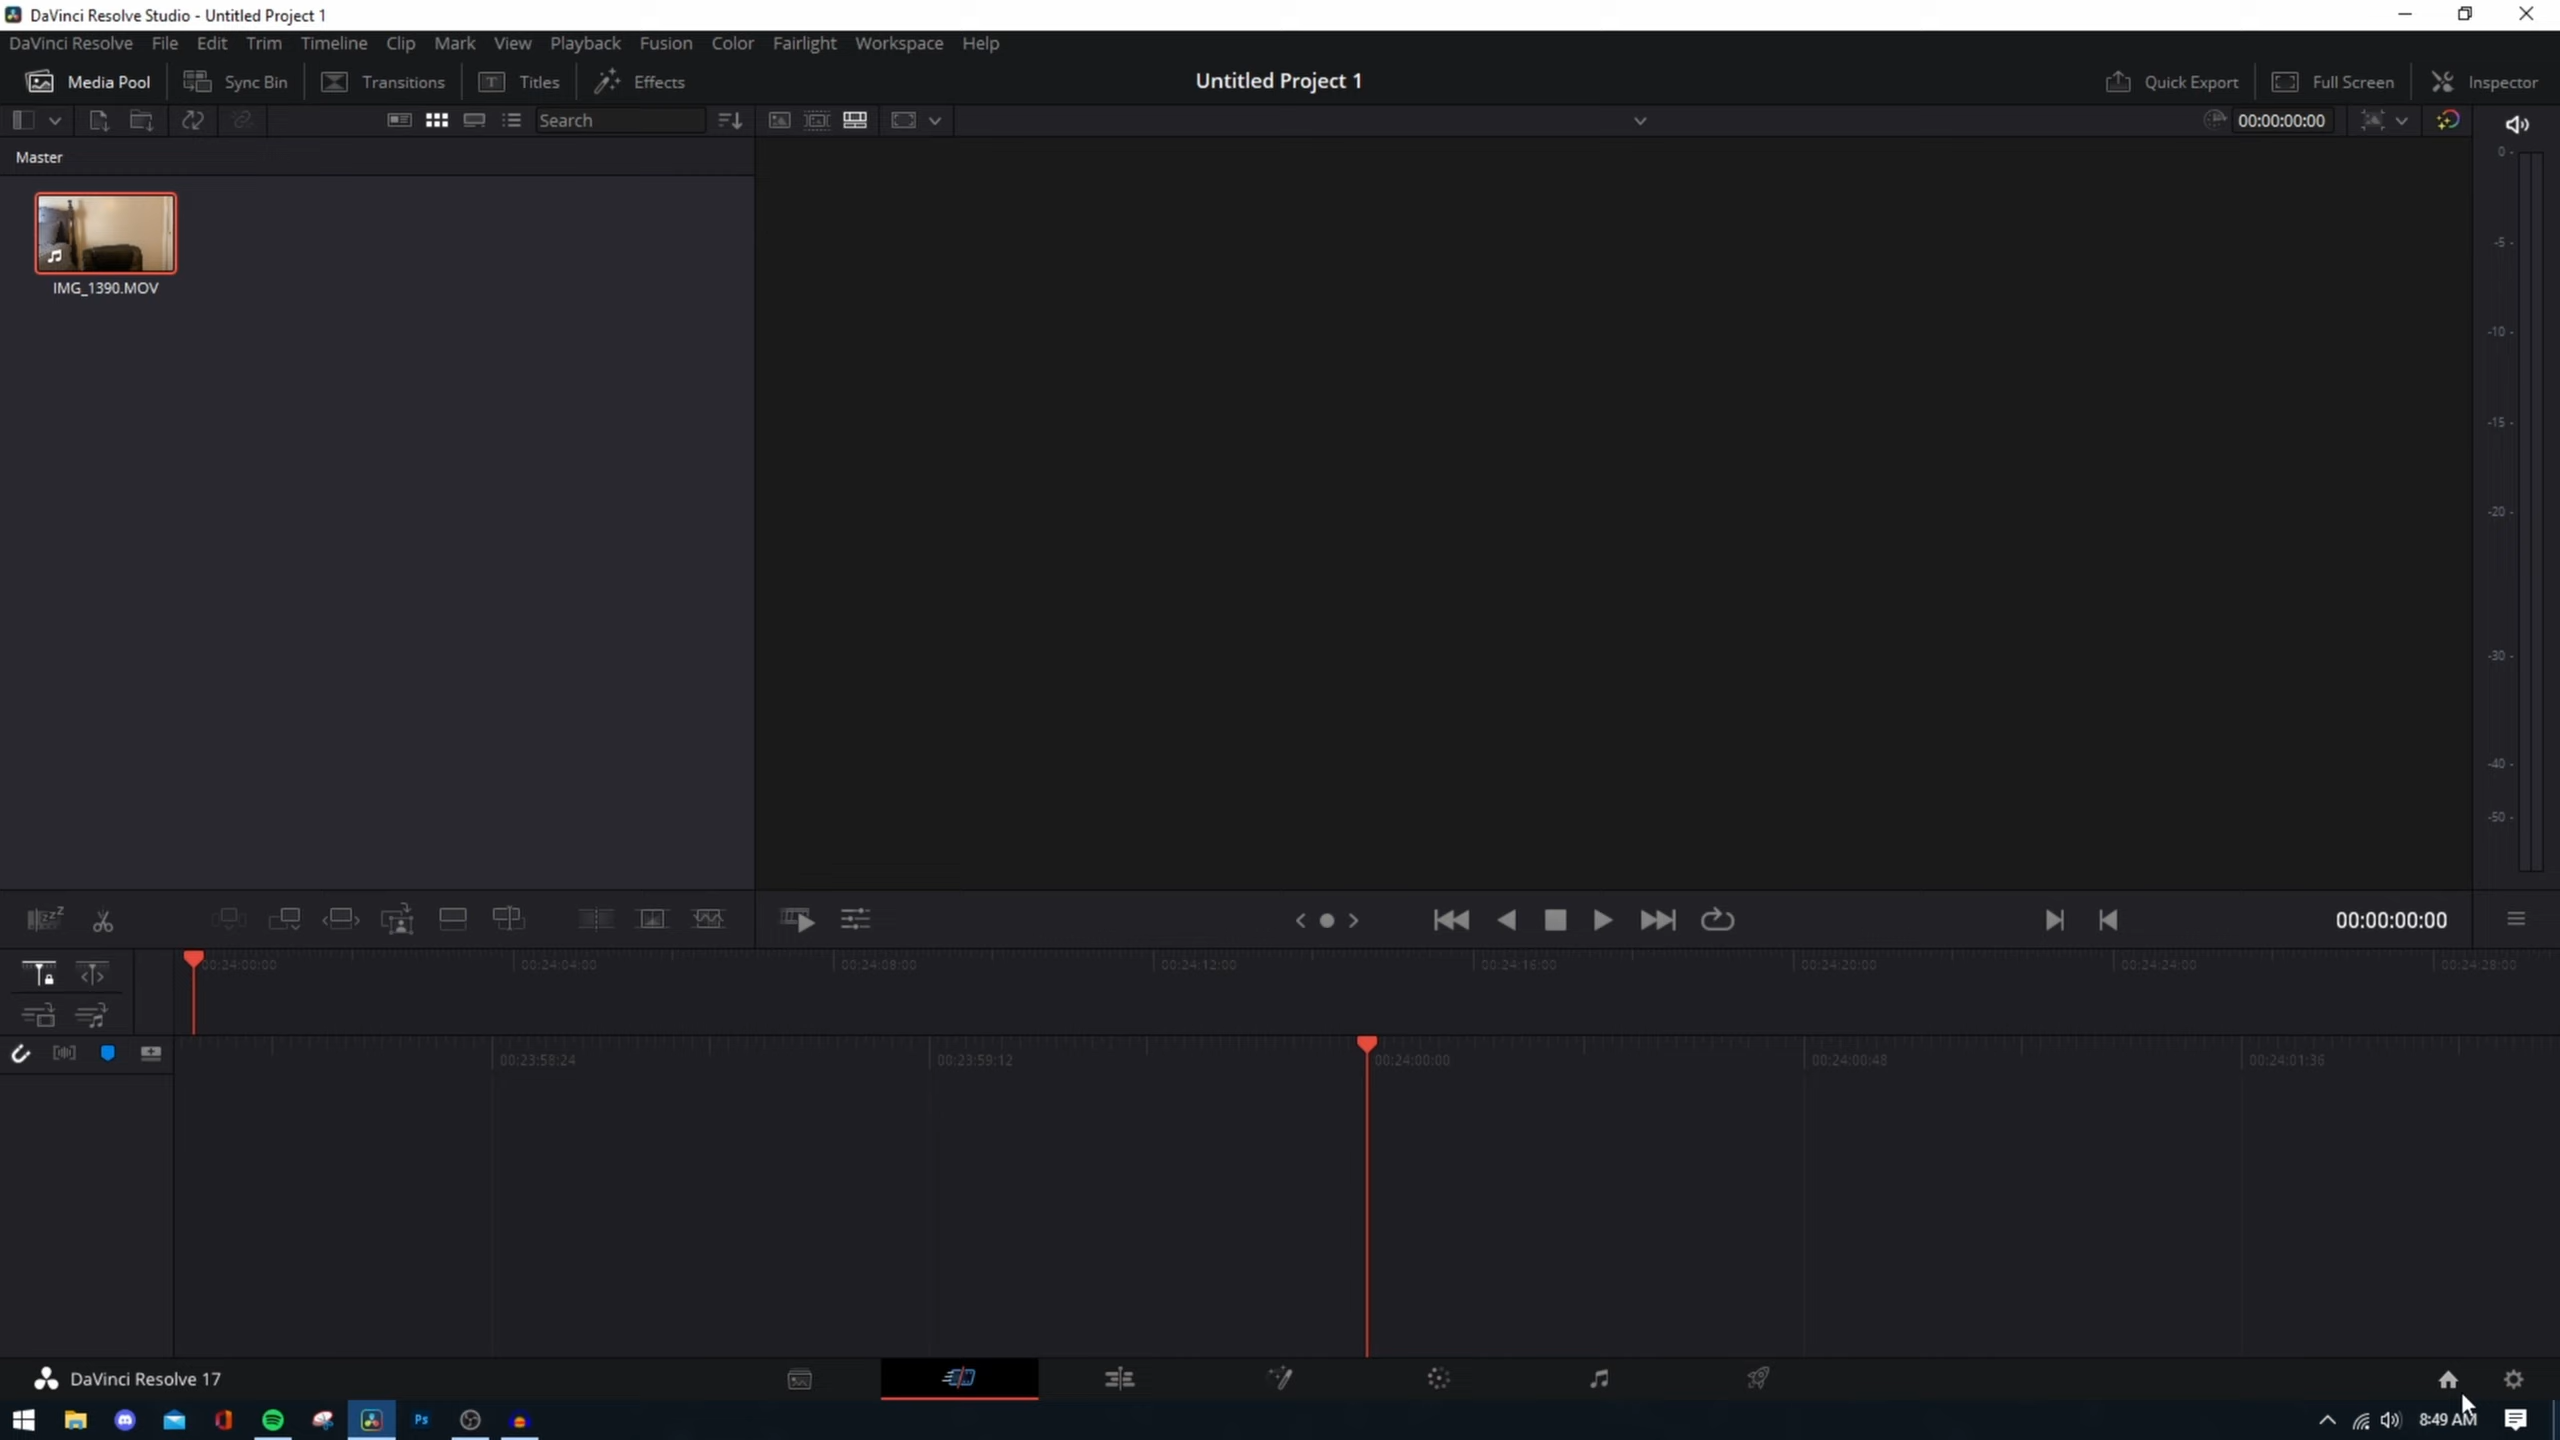 DaVinci Resolve Studio - Untitled Project 1
DaVinci Resolve File Edit Trim Timeline Clip Mark View Playback Fusion Color Fairlight Workspace Help
Media Pool Sync Bin Transitions Titles Effects Untitled Project 1 Quick Export Full Screen Inspector
Search 00:00:00:00
Master
IMG_1390.MOV
0
-5
-10
-15
-20
-30
-40
-50
00:00:00:00
00:24:00:00 00:24:04:00 00:24:08:00 00:24:12:00 00:24:16:00 00:24:20:00 00:24:24:00 00:24:28:00
00:23:58:24 00:23:59:12 00:24:00:00 00:24:00:48 00:24:01:36
DaVinci Resolve 17
Ps 8:49 AM